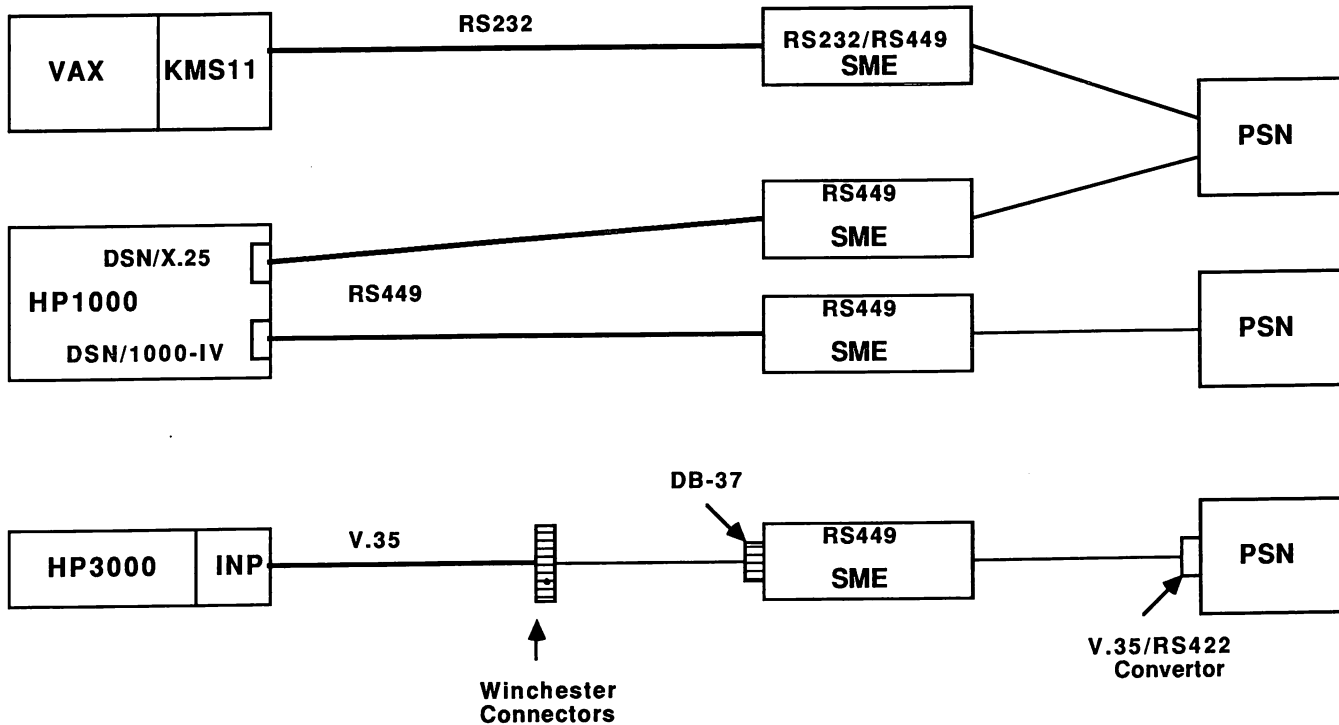 RS232
VAX
KMS11
RS232/RS449
SME
PSN
RS449
SME
DSN/X.25
HP1000
RS449
DSN/1000-IV
RS449
SME
PSN
DB-37
HP3000
INP
V.35
RS449
SME
PSN
Winchester
Connectors
V.35/RS422
Convertor